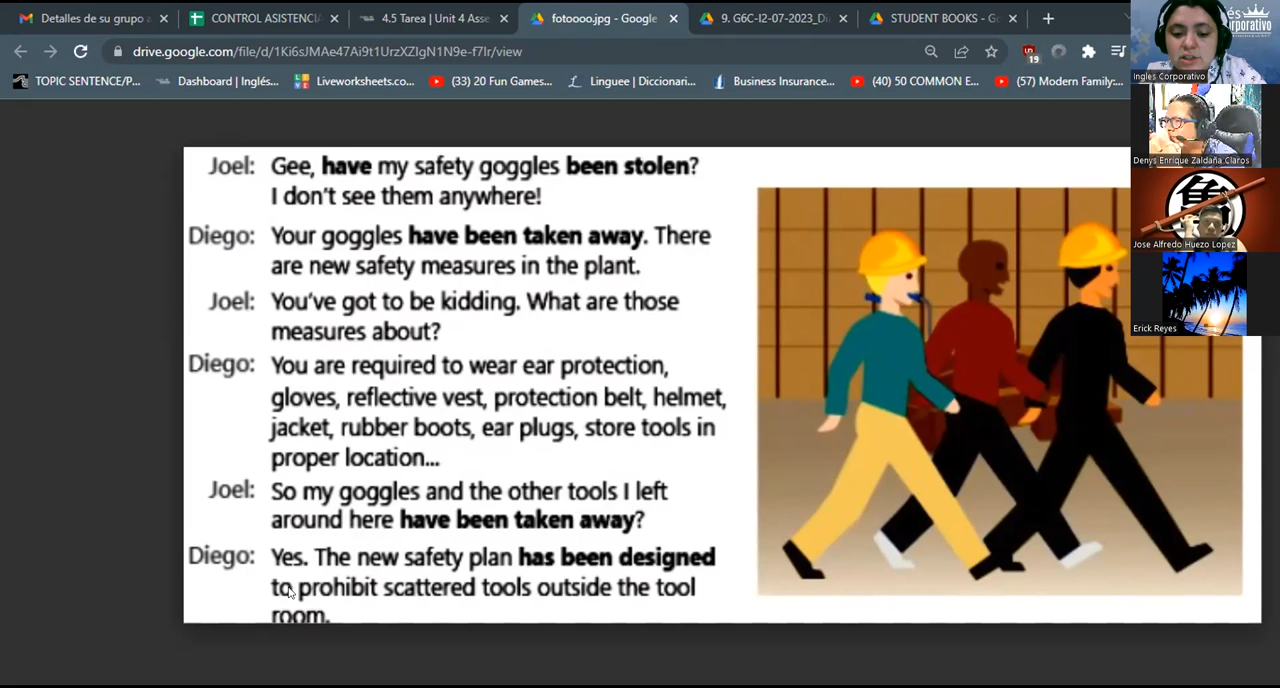 Detalles de su grupo a
CONTROL ASISTENCI
4.5 Tarea | Unit 4 Asse
fotoooo.jpg - Google
9. G6C-I2-07-2023_Di
STUDENT BOOKS - Go
drive.google.com/file/d/1Ki6sJMAe47Ai9t1UrzXZIgN1N9e-f7lr/view
19
TOPIC SENTENCE/P...
Dashboard | Inglés...
Liveworksheets.co...
(33) 20 Fun Games...
Linguee | Diccionari...
Business Insurance...
(40) 50 COMMON E...
(57) Modern Family:...
Joel: Gee, have my safety goggles been stolen?
I don't see them anywhere!
Diego: Your goggles have been taken away. There
are new safety measures in the plant.
Joel: You've got to be kidding. What are those
measures about?
Diego: You are required to wear ear protection,
gloves, reflective vest, protection belt, helmet,
jacket, rubber boots, ear plugs, store tools in
proper location...
Joel: So my goggles and the other tools I left
around here have been taken away?
Diego: Yes. The new safety plan has been designed
to prohibit scattered tools outside the tool
room.
és
orporativo
Ingles Corporativo
Denys Enrique Zaldaña Claros
亀
Jose Alfredo Huezo Lopez
Erick Reyes